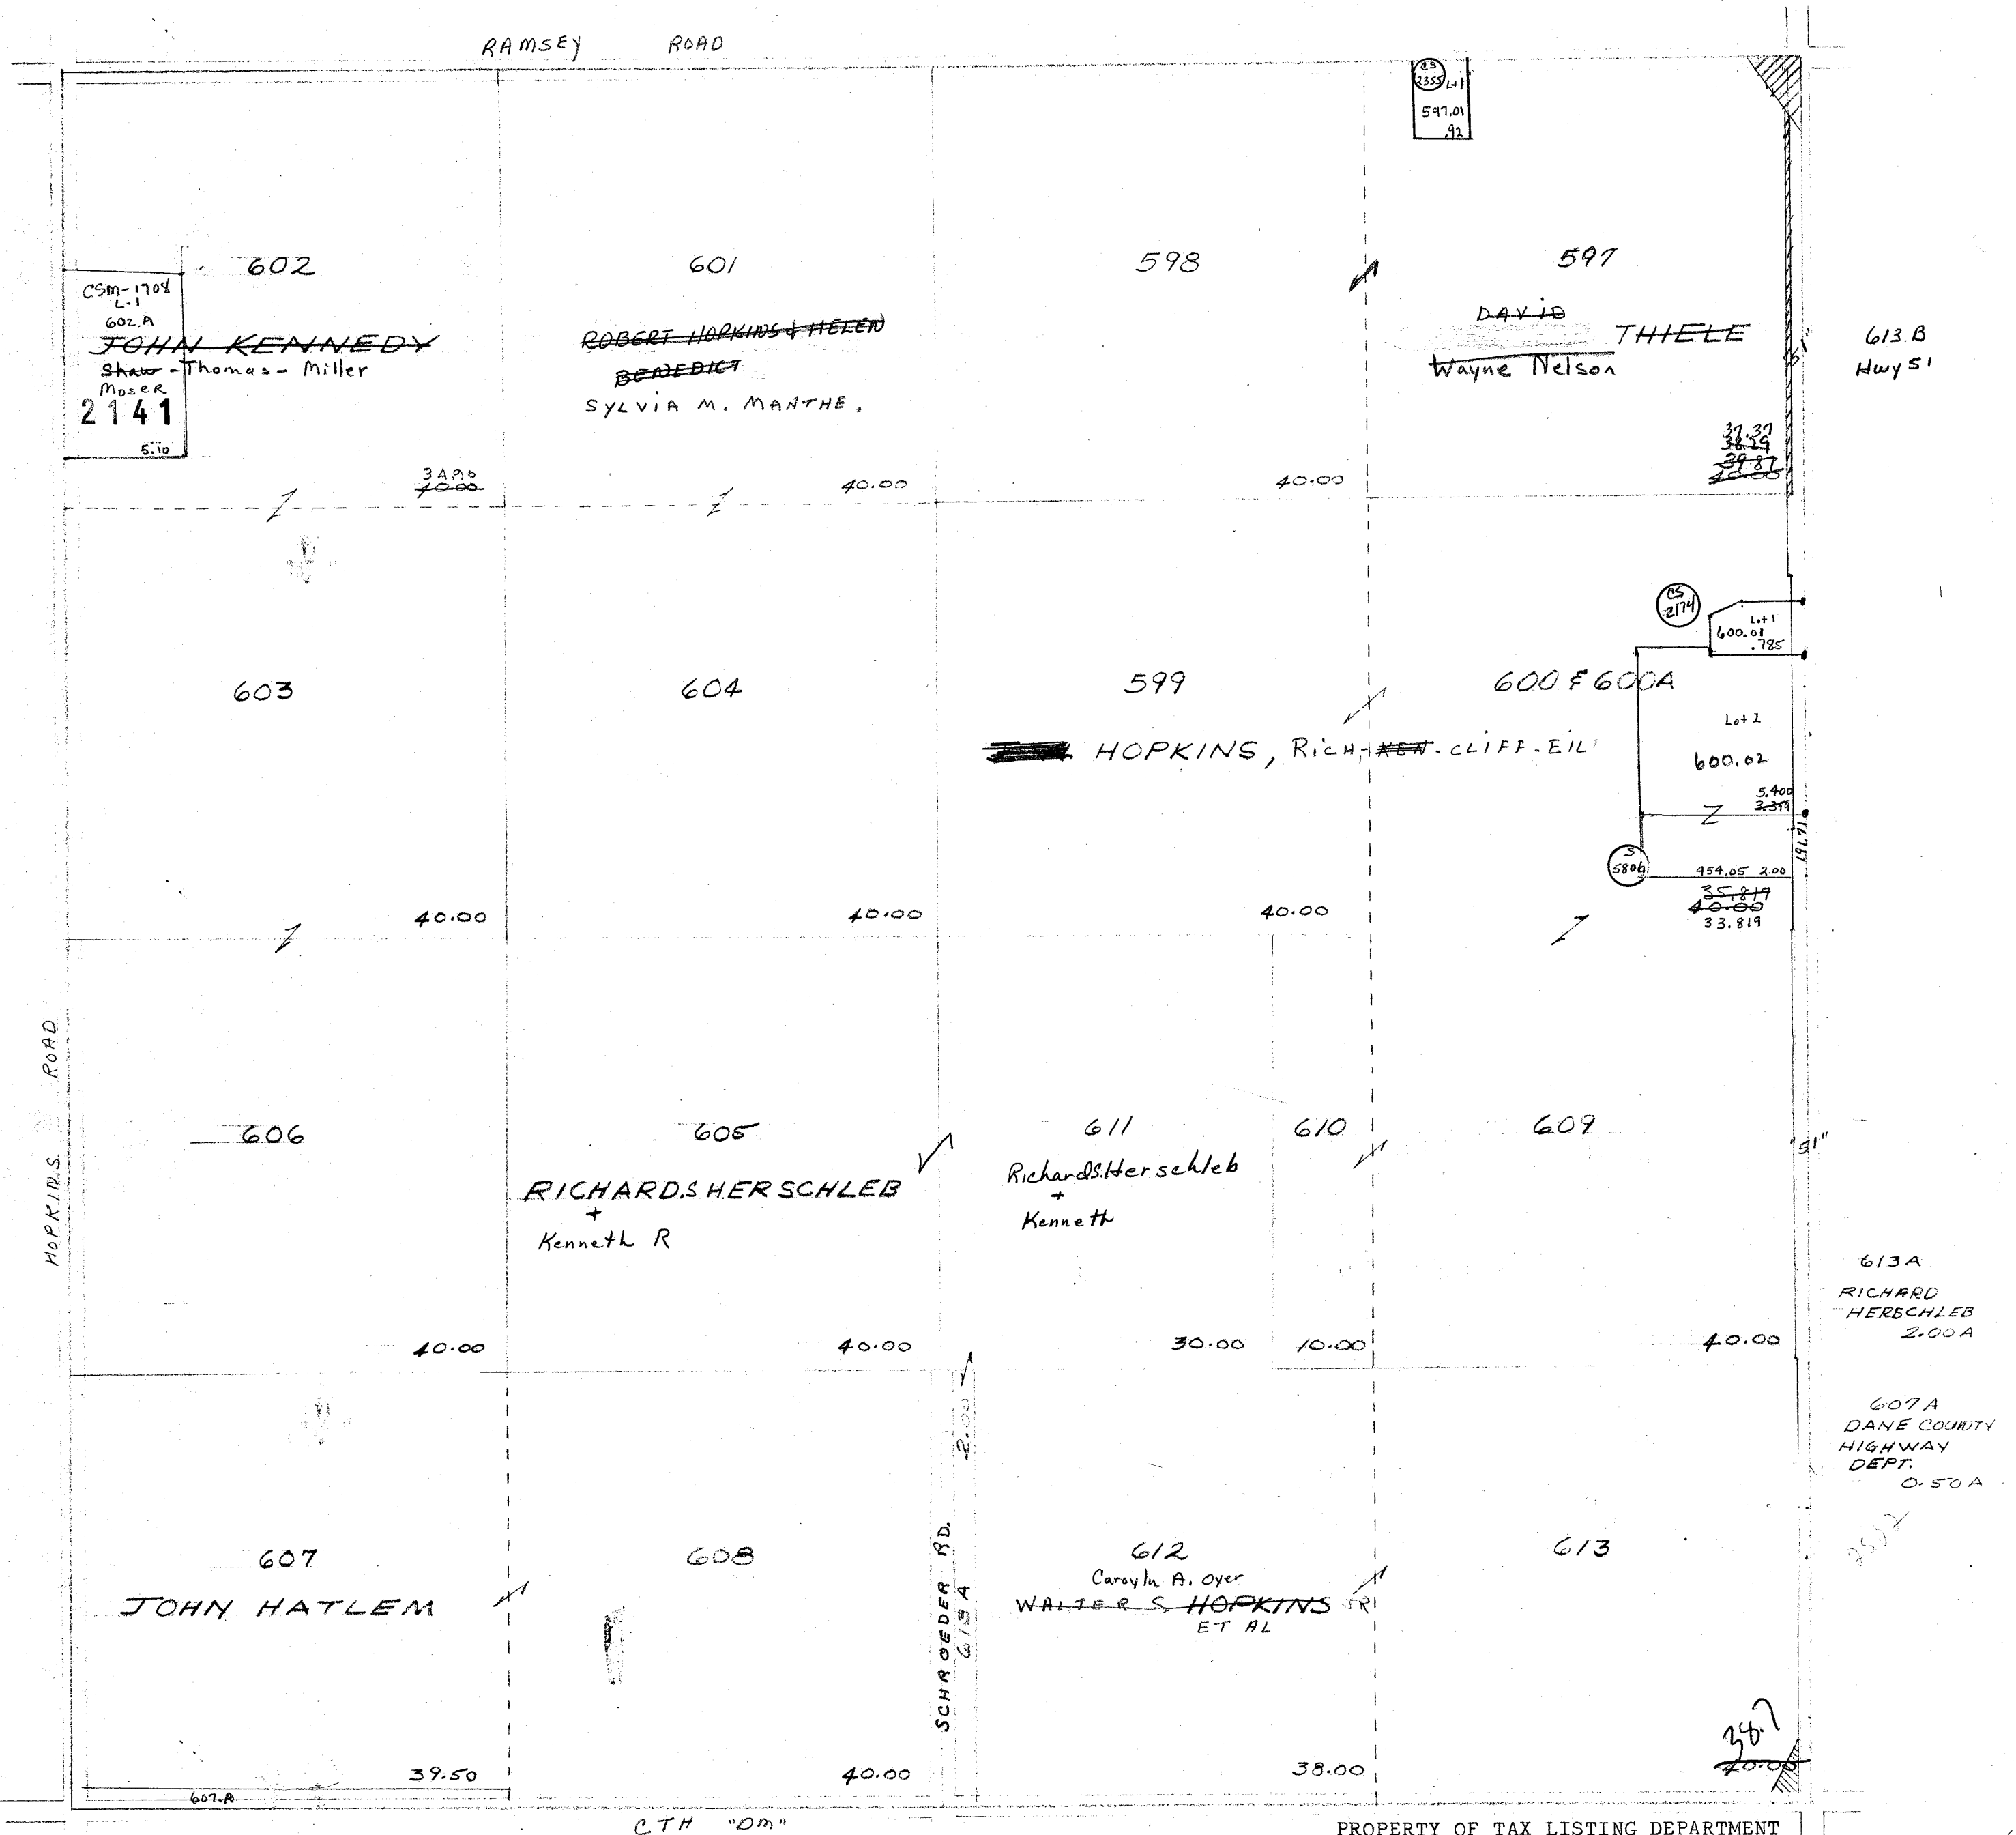 RAMSEY ROAD
CS
2355 Lot 1
597.01
.92
602
601
598
597
CSM-1708
L-1
602.A
JOHN KENNEDY
Shaw - Thomas - Miller
Moser
2141
5.10
ROBERT HOPKINS & HELEN
BENEDICT
SYLVIA M. MANTHE.
DAVID
THIELE
Wayne Nelson
51'
613.B
Hwy 51
34.90
40.00
40.00
40.00
37.37
38.29
39.87
40.00
CS
2174
Lot 1
600.01
.785
603
604
599
600 & 600A
Lot 2
HOPKINS, RICH, KEN - CLIFF - EIL
600.02
5.400
3.399
S
5806
954.05 2.00
35.819
40.00
33.819
40.00
40.00
40.00
HOPKINS ROAD
606
605
611
610
609
"51"
RICHARD.S HERSCHLEB
+
Kenneth R
Richard S. Herschleb
+
Kenneth
613A
RICHARD
HERSCHLEB
2.00 A
40.00
40.00
30.00
10.00
40.00
2.00
607A
DANE COUNTY
HIGHWAY
DEPT.
0.50 A
607
608
SCHROEDER RD.
613A
612
613
JOHN HATLEM
Carolyn A. Oyer
WALTER S. HOPKINS JR
ET AL
38.7
40.00
39.50
40.00
38.00
607.A
CTH "DM"
PROPERTY OF TAX LISTING DEPARTMENT